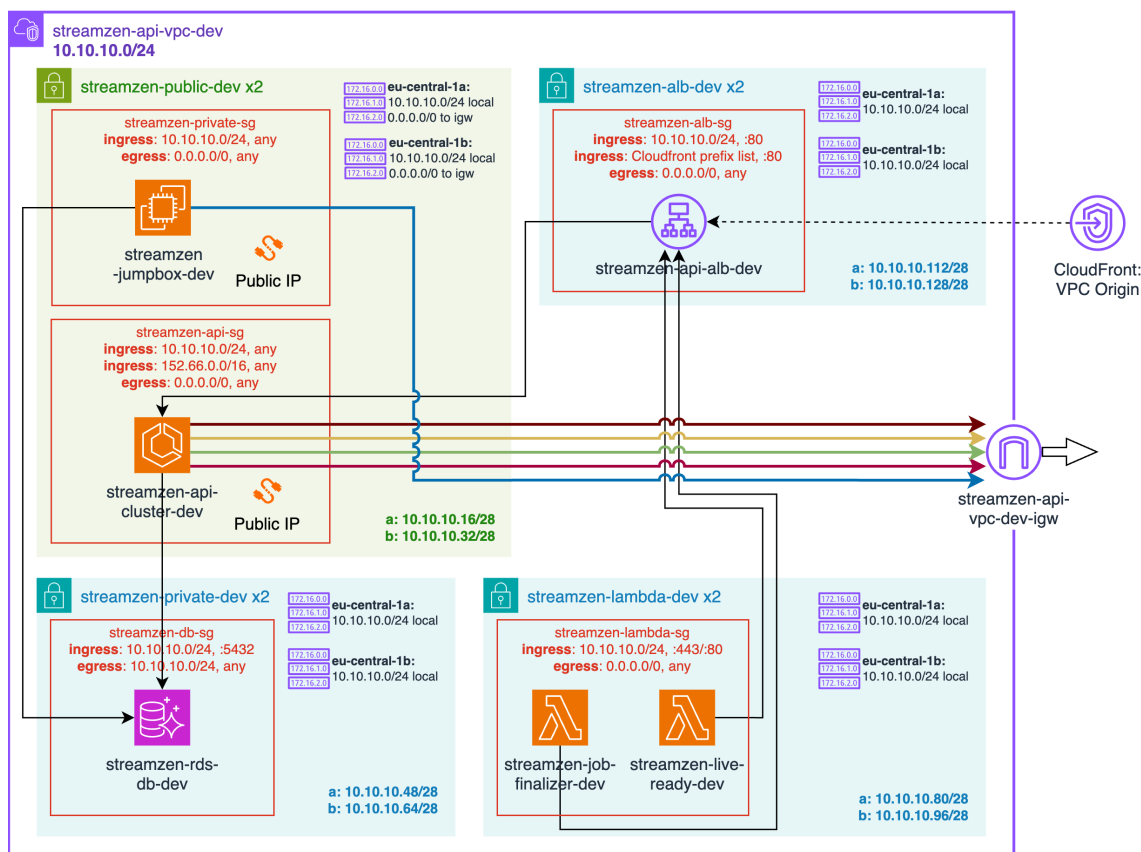 streamzen-api-vpc-dev
10.10.10.0/24
streamzen-public-dev x2
172.16.0.0
172.16.1.0
172.16.2.0
eu-central-1a:
10.10.10.0/24 local
0.0.0.0/0 to igw
172.16.0.0
172.16.1.0
172.16.2.0
eu-central-1b:
10.10.10.0/24 local
0.0.0.0/0 to igw
streamzen-private-sg
ingress: 10.10.10.0/24, any
egress: 0.0.0.0/0, any
streamzen
-jumpbox-dev
Public IP
streamzen-api-sg
ingress: 10.10.10.0/24, any
ingress: 152.66.0.0/16, any
egress: 0.0.0.0/0, any
streamzen-api-
cluster-dev
Public IP
a: 10.10.10.16/28
b: 10.10.10.32/28
streamzen-alb-dev x2
172.16.0.0
172.16.1.0
172.16.2.0
eu-central-1a:
10.10.10.0/24 local
172.16.0.0
172.16.1.0
172.16.2.0
eu-central-1b:
10.10.10.0/24 local
streamzen-alb-sg
ingress: 10.10.10.0/24, :80
ingress: Cloudfront prefix list, :80
egress: 0.0.0.0/0, any
streamzen-api-alb-dev
a: 10.10.10.112/28
b: 10.10.10.128/28
CloudFront:
VPC Origin
streamzen-api-
vpc-dev-igw
streamzen-private-dev x2
172.16.0.0
172.16.1.0
172.16.2.0
eu-central-1a:
10.10.10.0/24 local
172.16.0.0
172.16.1.0
172.16.2.0
eu-central-1b:
10.10.10.0/24 local
streamzen-db-sg
ingress: 10.10.10.0/24, :5432
egress: 10.10.10.0/24, any
streamzen-rds-
db-dev
a: 10.10.10.48/28
b: 10.10.10.64/28
streamzen-lambda-dev x2
172.16.0.0
172.16.1.0
172.16.2.0
eu-central-1a:
10.10.10.0/24 local
172.16.0.0
172.16.1.0
172.16.2.0
eu-central-1b:
10.10.10.0/24 local
streamzen-lambda-sg
ingress: 10.10.10.0/24, :443/:80
egress: 0.0.0.0/0, any
streamzen-job-
finalizer-dev
streamzen-live-
ready-dev
a: 10.10.10.80/28
b: 10.10.10.96/28